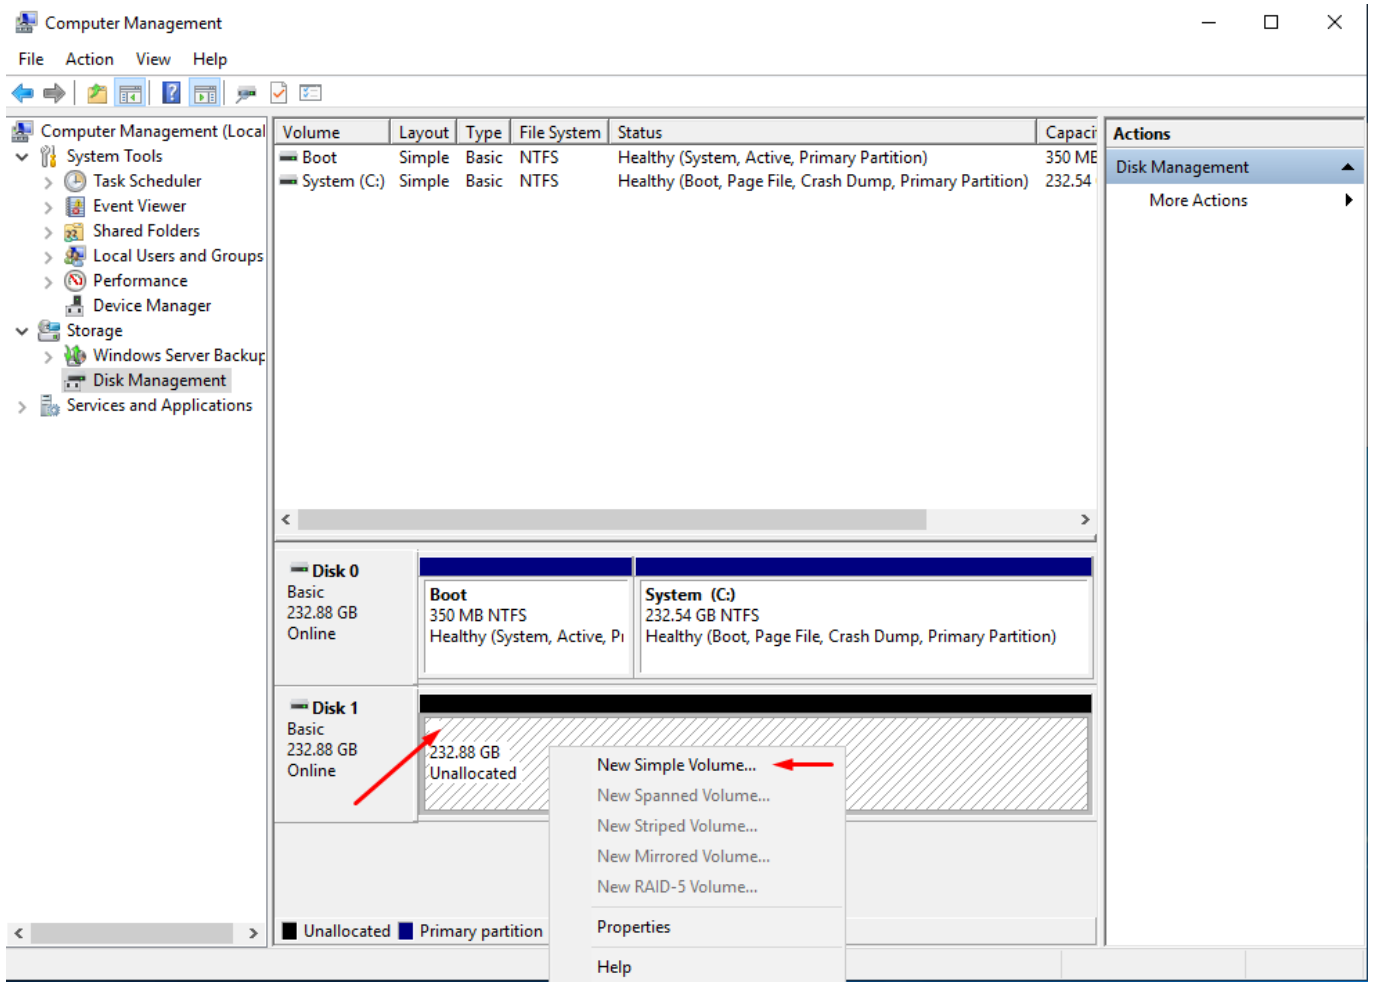 Computer Management
File Action View Help
Computer Management (Local
System Tools
Task Scheduler
Event Viewer
Shared Folders
Local Users and Groups
Performance
Device Manager
Storage
Windows Server Backup
Disk Management
Services and Applications
Volume Layout Type File System Status Capaci
Boot Simple Basic NTFS Healthy (System, Active, Primary Partition) 350 MB
System (C:) Simple Basic NTFS Healthy (Boot, Page File, Crash Dump, Primary Partition) 232.54
Actions
Disk Management
More Actions
Disk 0
Basic
232.88 GB
Online
Boot
350 MB NTFS
Healthy (System, Active, Pr
System (C:)
232.54 GB NTFS
Healthy (Boot, Page File, Crash Dump, Primary Partition)
Disk 1
Basic
232.88 GB
Online
232.88 GB
Unallocated
New Simple Volume...
New Spanned Volume...
New Striped Volume...
New Mirrored Volume...
New RAID-5 Volume...
Properties
Help
Unallocated Primary partition